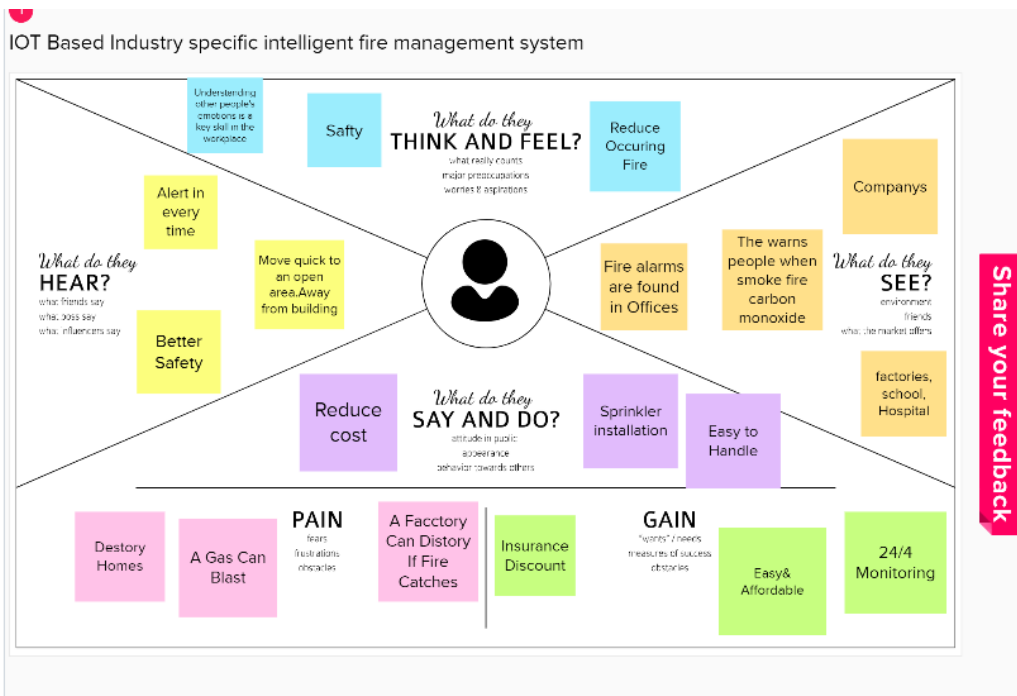 1
IOT Based Industry specific intelligent fire management system
Understanding
other people's
emotions is a
key skill in the
workplace
Safty
What do they
THINK AND FEEL?
what really counts
major preoccupations
worries & aspirations
Reduce
Occuring
Fire
Alert in
every
time
Move quick to
an open
area.Away
from building
What do they
HEAR?
what friends say
what boss say
what influencers say
Better
Safety
Companys
Fire alarms
are found
in Offices
The warns
people when
smoke fire
carbon
monoxide
What do they
SEE?
environment
friends
what the market offers
factories,
school,
Hospital
Reduce
cost
What do they
SAY AND DO?
attitude in public
appearance
behavior towards others
Sprinkler
installation
Easy to
Handle
Destory
Homes
A Gas Can
Blast
PAIN
fears
frustrations
obstacles
A Facctory
Can Distory
If Fire
Catches
Insurance
Discount
GAIN
"wants" / needs
measures of success
obstacles
Easy&
Affordable
24/4
Monitoring
Share your feedback